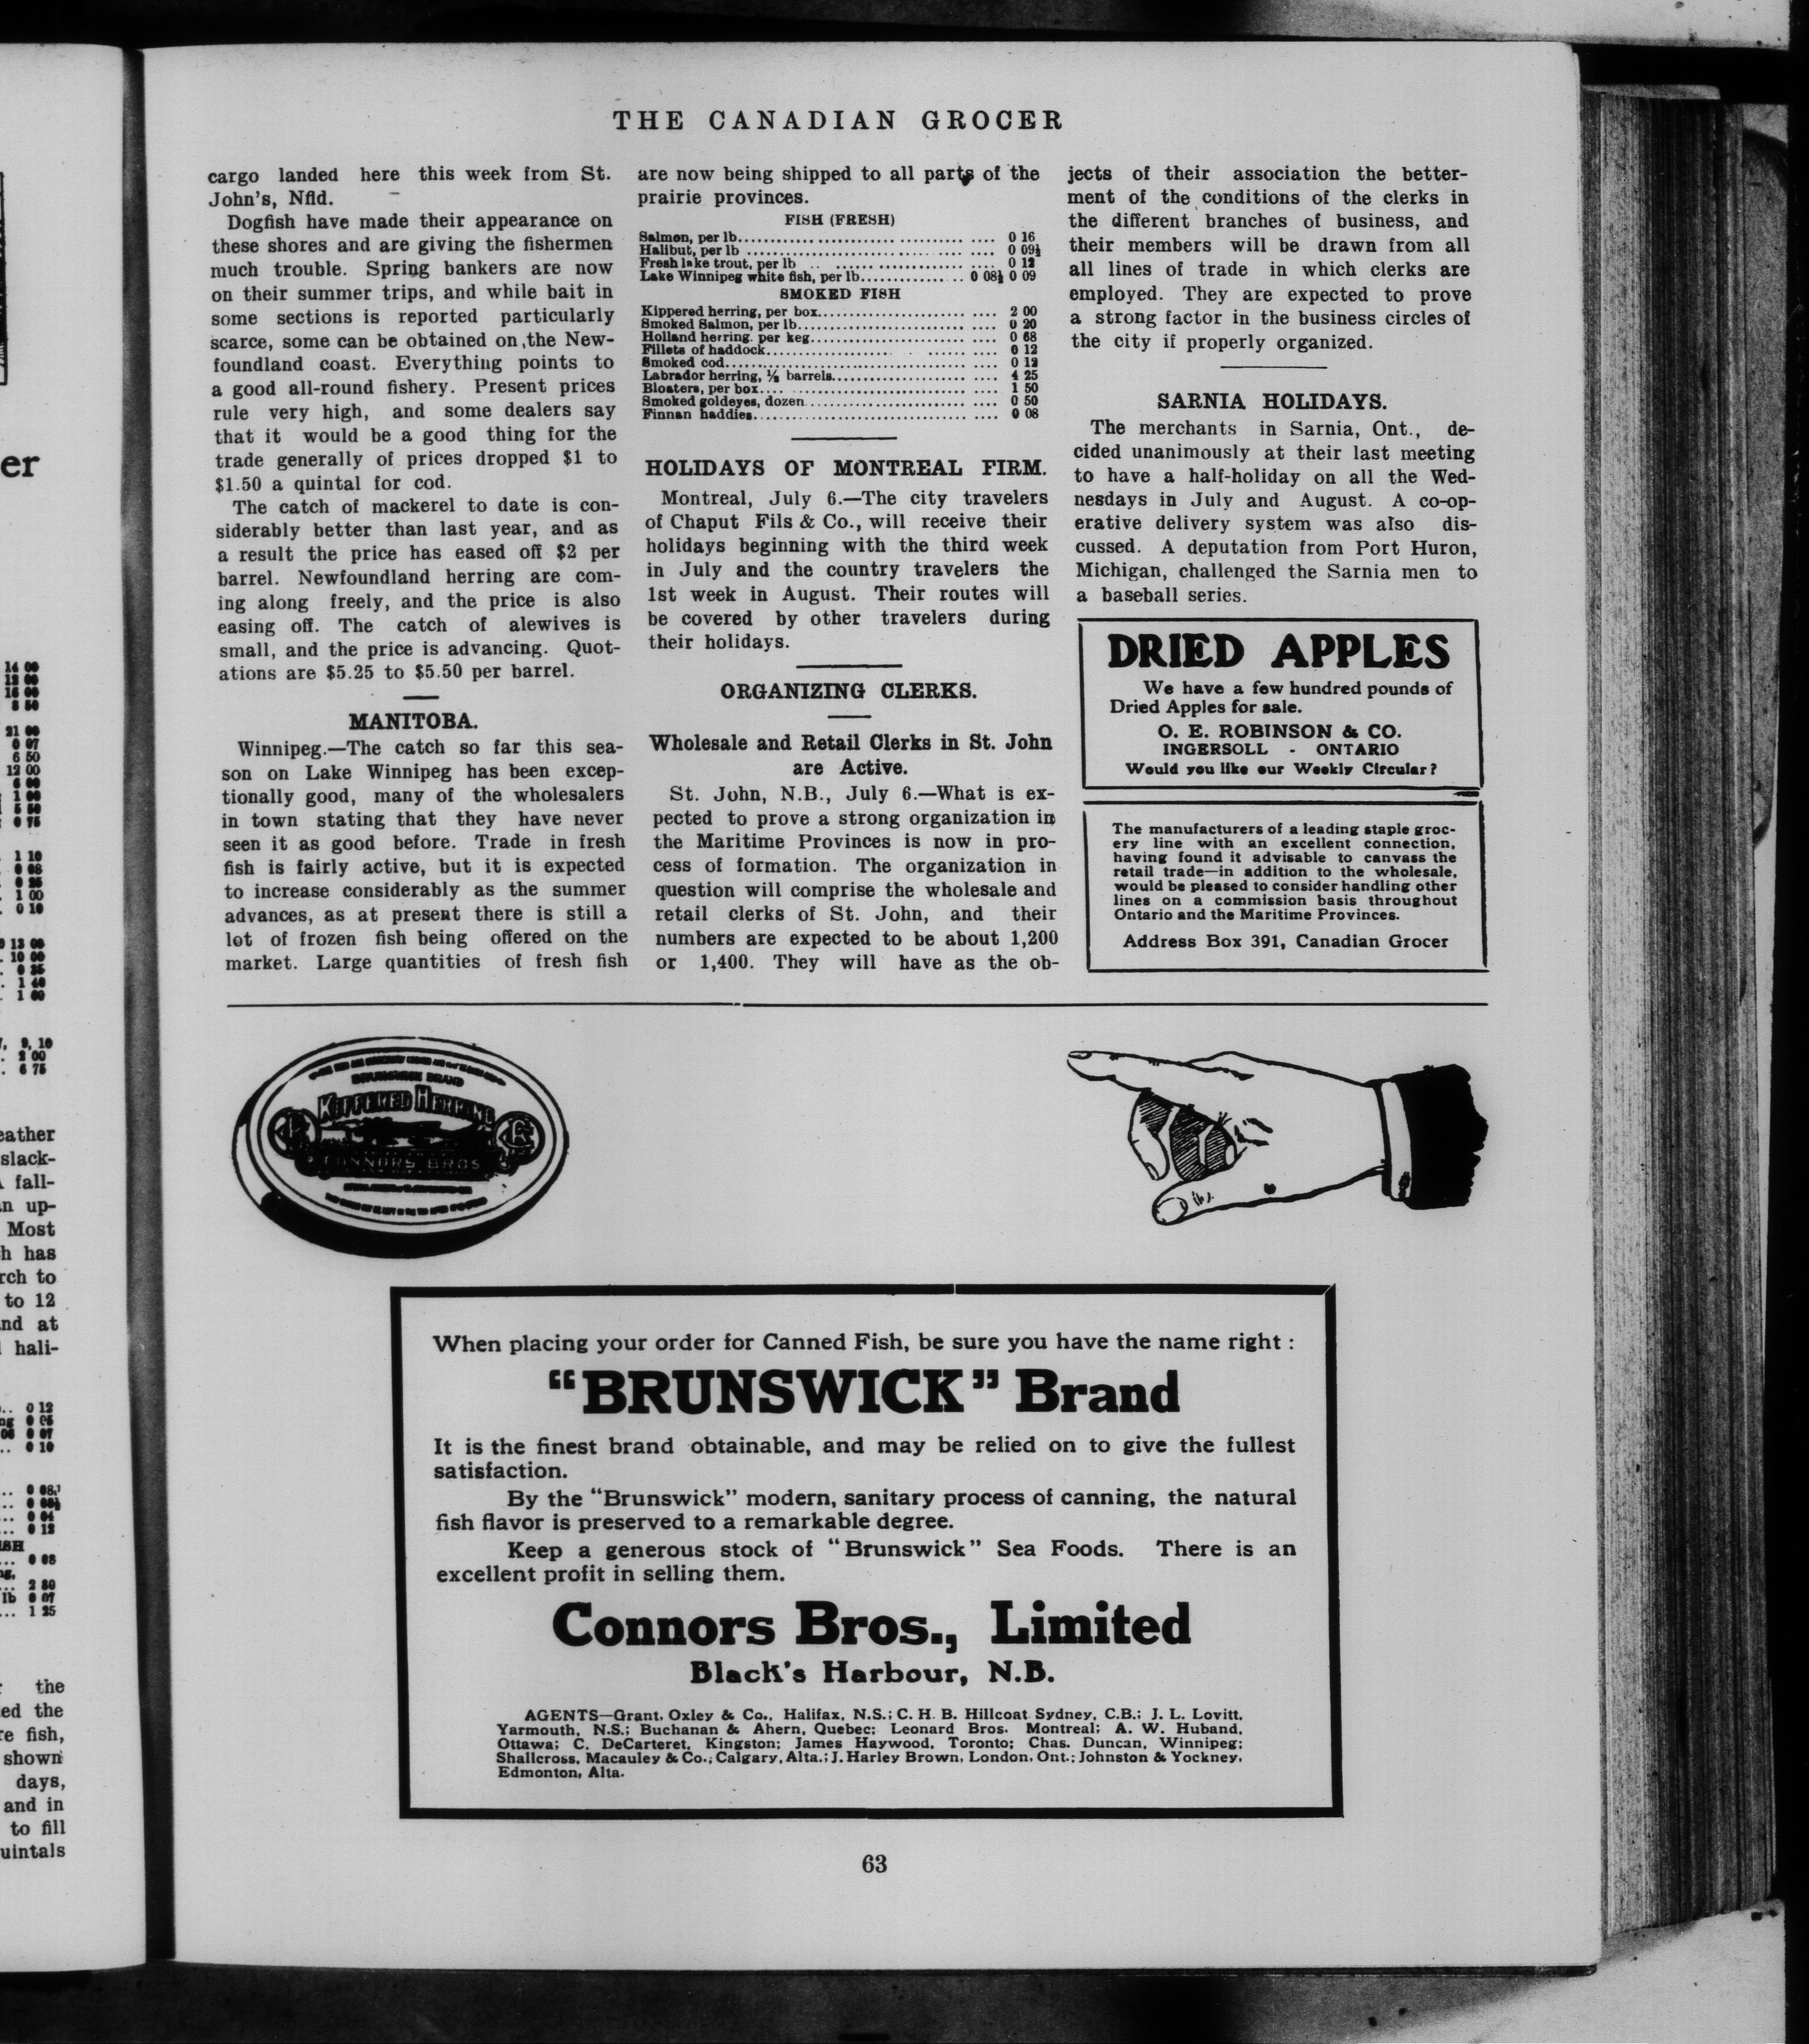 THE CANADIAN GROCER
cargo landed here this week from St.
John's, Nfld.
Dogfish have made their appearance on
these shores and are giving the fishermen
much trouble. Spring bankers are now
on their summer trips, and while bait in
some sections is reported particularly
scarce, some can be obtained on the New-
foundland coast. Everything points to
a good all-round fishery. Present prices
rule very high, and some dealers say
that it would be a good thing for the
trade generally of prices dropped $1 to
$1.50 a quintal for cod.
The catch of mackerel to date is con-
siderably better than last year, and as
a result the price has eased off $2 per
barrel. Newfoundland herring are com-
ing along freely, and the price is also
easing off. The catch of alewives is
small, and the price is advancing. Quot-
ations are $5.25 to $5.50 per barrel.
MANITOBA.
Winnipeg.—The catch so far this sea-
son on Lake Winnipeg has been excep-
tionally good, many of the wholesalers
in town stating that they have never
seen it as good before. Trade in fresh
fish is fairly active, but it is expected
to increase considerably as the summer
advances, as at present there is still a
lot of frozen fish being offered on the
market. Large quantities of fresh fish
are now being shipped to all parts of the
prairie provinces.
FISH (FRESH)
Salmon, per lb. .... 0 16
Halibut, per lb .... 0 09½
Fresh lake trout, per lb .... 0 12
Lake Winnipeg white fish, per lb. 0 08½ 0 09
SMOKED FISH
Kippered herring, per box .... 2 00
Smoked Salmon, per lb. .... 0 20
Holland herring. per keg. .... 0 68
Fillets of haddock .... 0 12
Smoked cod .... 0 12
Labrador herring, ½ barrels .... 4 25
Bloaters, per box .... 1 50
Smoked goldeyes, dozen .... 0 50
Finnan haddies .... 0 08
HOLIDAYS OF MONTREAL FIRM.
Montreal, July 6.—The city travelers
of Chaput Fils & Co., will receive their
holidays beginning with the third week
in July and the country travelers the
1st week in August. Their routes will
be covered by other travelers during
their holidays.
ORGANIZING CLERKS.
Wholesale and Retail Clerks in St. John
are Active.
St. John, N.B., July 6.—What is ex-
pected to prove a strong organization in
the Maritime Provinces is now in pro-
cess of formation. The organization in
question will comprise the wholesale and
retail clerks of St. John, and their
numbers are expected to be about 1,200
or 1,400. They will have as the ob-
jects of their association the better-
ment of the conditions of the clerks in
the different branches of business, and
their members will be drawn from all
all lines of trade in which clerks are
employed. They are expected to prove
a strong factor in the business circles of
the city if properly organized.
SARNIA HOLIDAYS.
The merchants in Sarnia, Ont., de-
cided unanimously at their last meeting
to have a half-holiday on all the Wed-
nesdays in July and August. A co-op-
erative delivery system was also dis-
cussed. A deputation from Port Huron,
Michigan, challenged the Sarnia men to
a baseball series.
DRIED APPLES
We have a few hundred pounds of
Dried Apples for sale.
O. E. ROBINSON & CO.
INGERSOLL - ONTARIO
Would you like our Weekly Circular?
The manufacturers of a leading staple groc-
ery line with an excellent connection,
having found it advisable to canvass the
retail trade—in addition to the wholesale,
would be pleased to consider handling other
lines on a commission basis throughout
Ontario and the Maritime Provinces.
Address Box 391, Canadian Grocer
BRUNSWICK BRAND
KIPPERED HERRING
CONNORS BROS
When placing your order for Canned Fish, be sure you have the name right :
"BRUNSWICK" Brand
It is the finest brand obtainable, and may be relied on to give the fullest
satisfaction.
By the "Brunswick" modern, sanitary process of canning, the natural
fish flavor is preserved to a remarkable degree.
Keep a generous stock of "Brunswick" Sea Foods. There is an
excellent profit in selling them.
Connors Bros., Limited
Black's Harbour, N.B.
AGENTS—Grant, Oxley & Co., Halifax, N.S.; C. H. B. Hillcoat Sydney, C.B.; J. L. Lovitt,
Yarmouth, N.S.; Buchanan & Ahern, Quebec; Leonard Bros. Montreal; A. W. Huband,
Ottawa; C. DeCarteret, Kingston; James Haywood, Toronto; Chas. Duncan, Winnipeg;
Shallcross, Macauley & Co., Calgary, Alta.; J. Harley Brown, London, Ont.; Johnston & Yockney,
Edmonton, Alta.
63